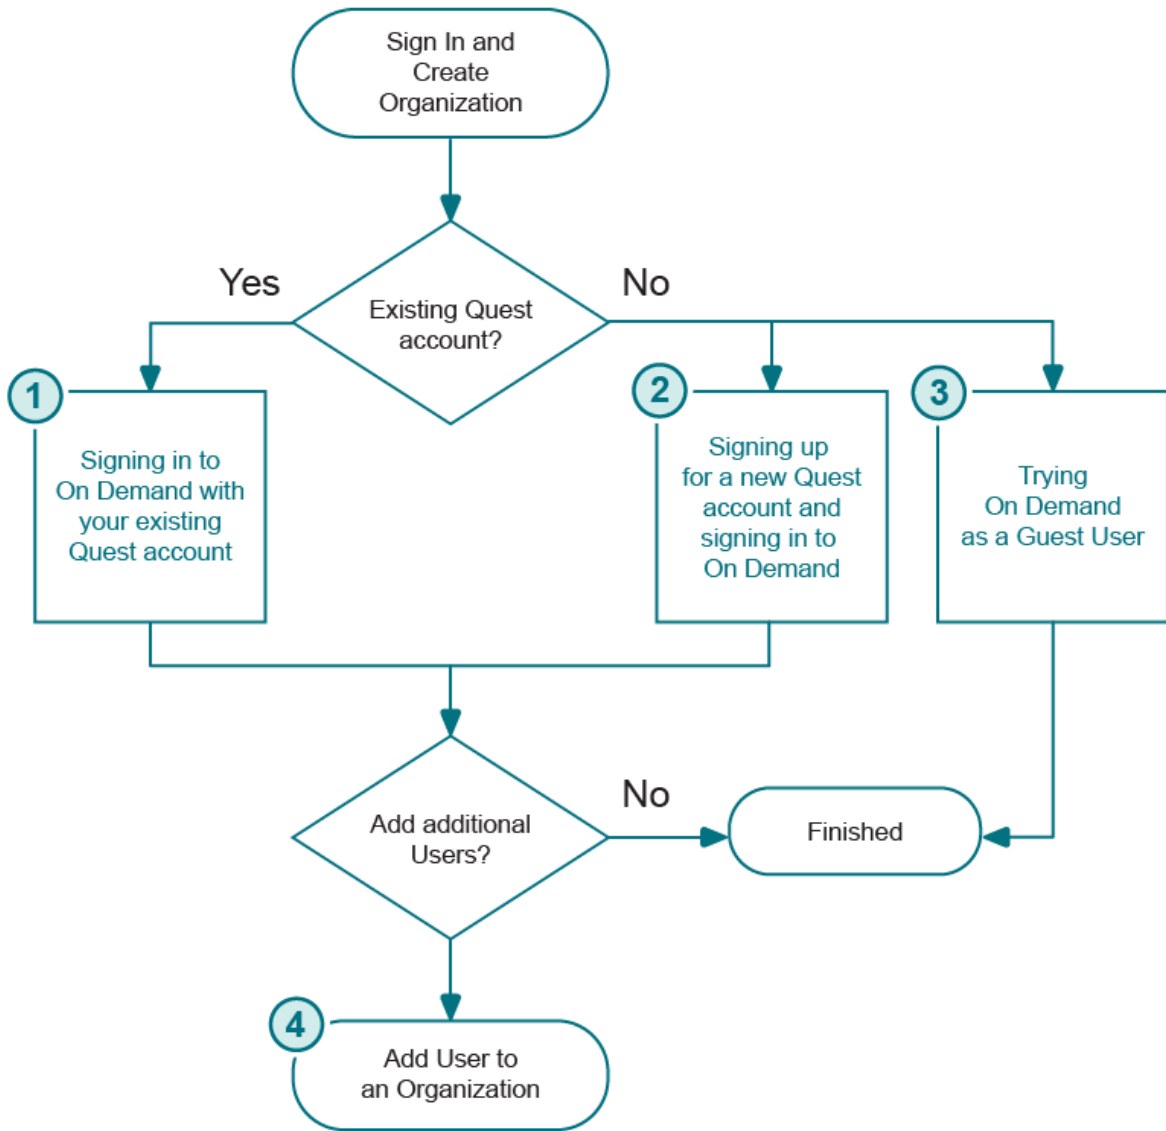 Sign In and
Create
Organization
Yes
No
Existing Quest
account?
1
2
3
Signing in to
On Demand with
your existing
Quest account
Signing up
for a new Quest
account and
signing in to
On Demand
Trying
On Demand
as a Guest User
No
Add additional
Users?
Finished
4
Add User to
an Organization